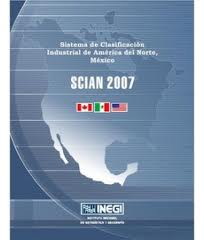 Sistema de Clasificación
Industrial de América del Norte,
México
SCIAN 2007
INEGI
INSTITUTO NACIONAL
DE ESTADÍSTICA Y GEOGRAFÍA